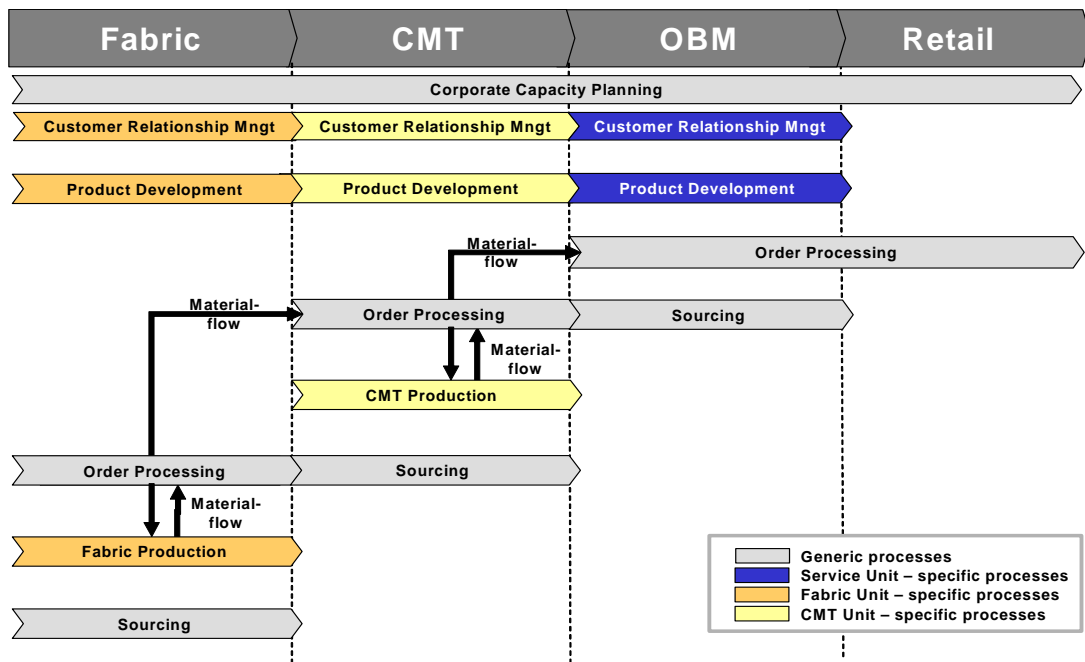 Fabric
CMT
OBM
Retail
Corporate Capacity Planning
Customer Relationship Mngt
Customer Relationship Mngt
Customer Relationship Mngt
Product Development
Product Development
Product Development
Material-
flow
Order Processing
Material-
flow
Order Processing
Sourcing
Material-
flow
CMT Production
Order Processing
Sourcing
Material-
flow
Fabric Production
Sourcing
Generic processes
Service Unit – specific processes
Fabric Unit – specific processes
CMT Unit – specific processes